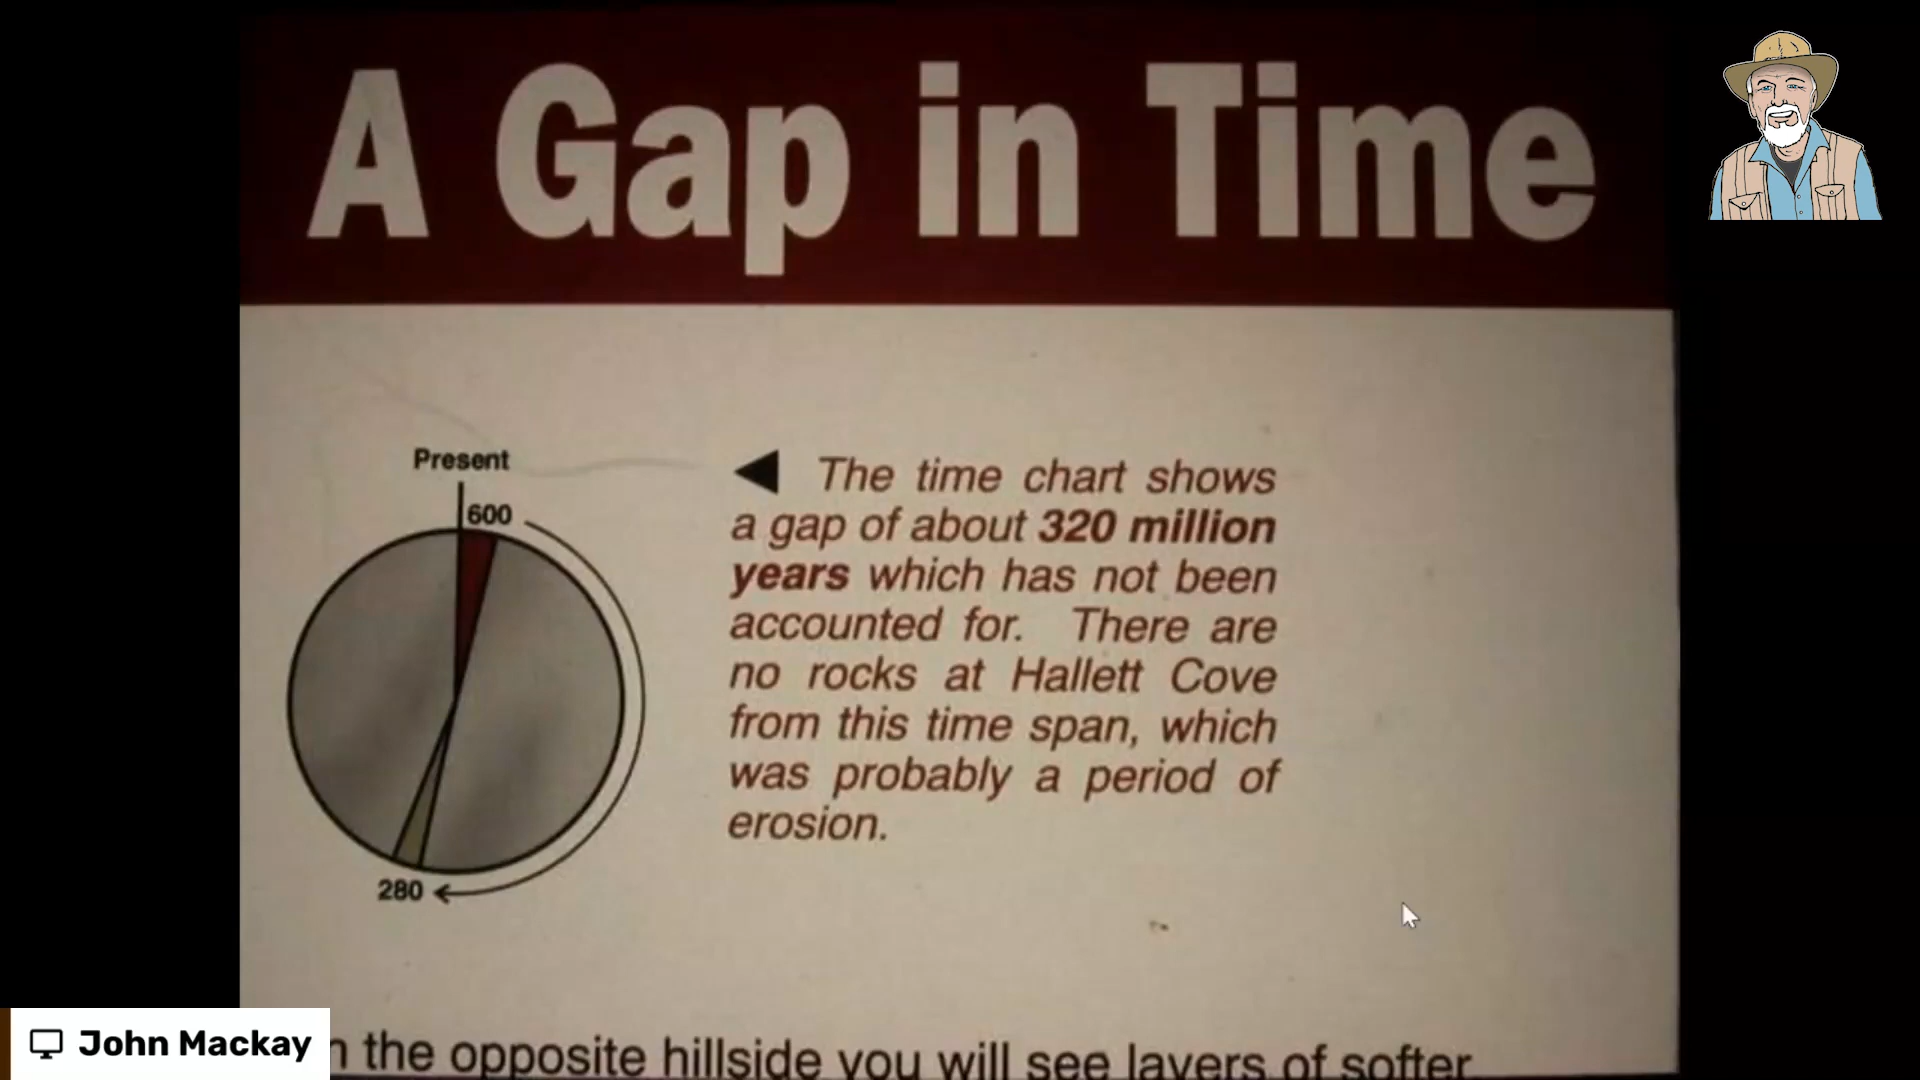 A Gap in Time
Present
600
280
The time chart shows
a gap of about 320 million
years which has not been
accounted for. There are
no rocks at Hallett Cove
from this time span, which
was probably a period of
erosion.
John Mackay
the opposite hillside you will see layers of softer